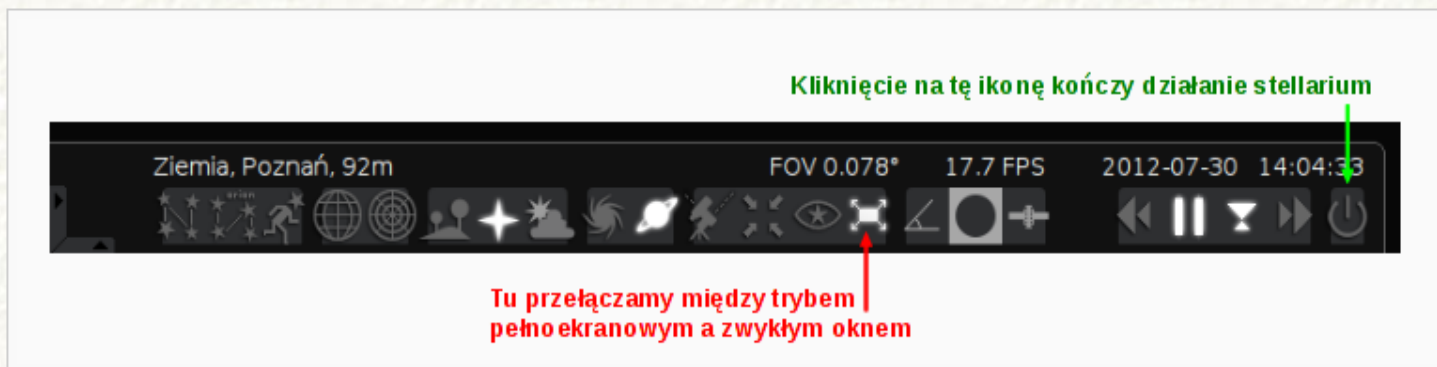 Kliknięcie na tę ikonę kończy działanie stellarium
Ziemia, Poznań, 92m FOV 0.078° 17.7 FPS 2012-07-30 14:04:33
orion
Tu przełączamy między trybem
pełnoekranowym a zwykłym oknem